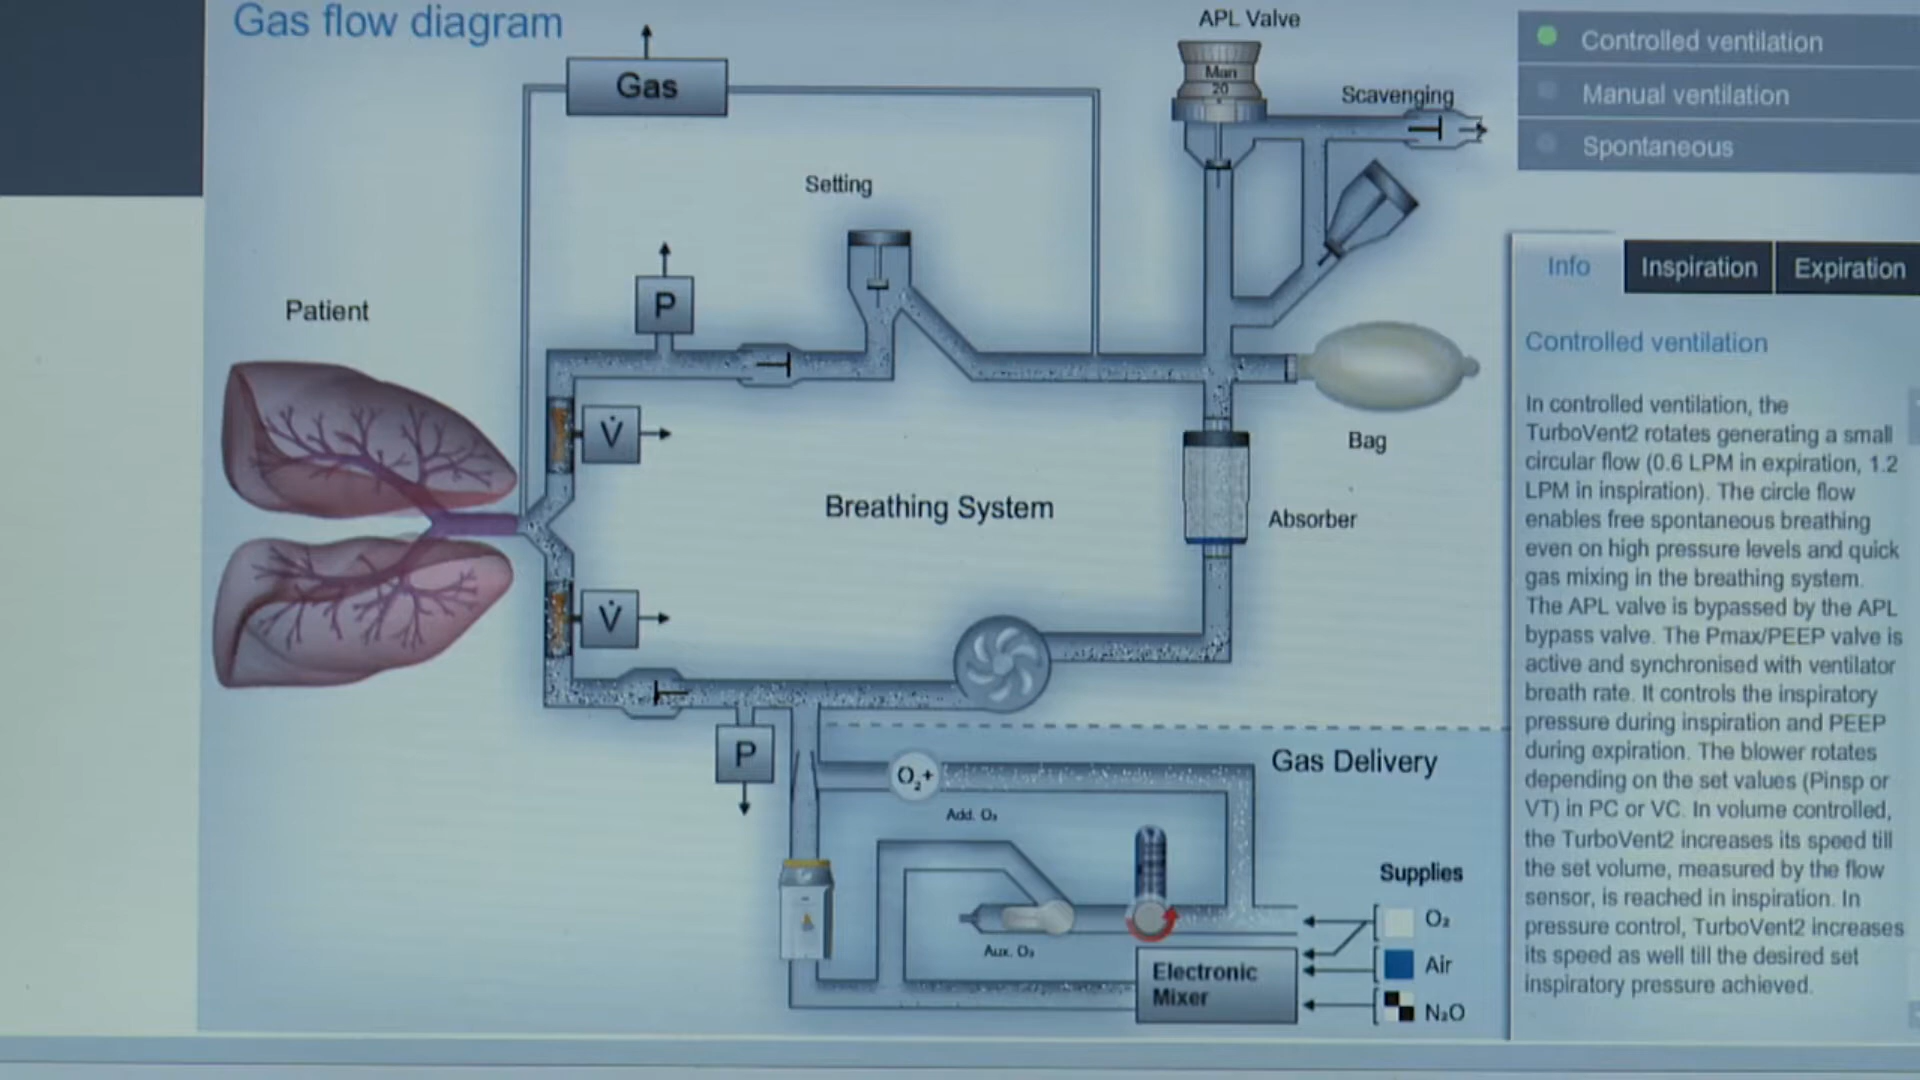 Gas flow diagram
APL Valve
Controlled ventilation
Manual ventilation
Spontaneous
Gas
Man
20
Scavenging
Setting
Patient
P
V̇
Bag
Breathing System
Absorber
V̇
P
Gas Delivery
O₂+
Add. O₂
Aux. O₂
Supplies
O₂
Air
N₂O
Electronic
Mixer
Info
Inspiration
Expiration
Controlled ventilation
In controlled ventilation, the
TurboVent2 rotates generating a small
circular flow (0.6 LPM in expiration, 1.2
LPM in inspiration). The circle flow
enables free spontaneous breathing
even on high pressure levels and quick
gas mixing in the breathing system.
The APL valve is bypassed by the APL
bypass valve. The Pmax/PEEP valve is
active and synchronised with ventilator
breath rate. It controls the inspiratory
pressure during inspiration and PEEP
during expiration. The blower rotates
depending on the set values (Pinsp or
VT) in PC or VC. In volume controlled,
the TurboVent2 increases its speed till
the set volume, measured by the flow
sensor, is reached in inspiration. In
pressure control, TurboVent2 increases
its speed as well till the desired set
inspiratory pressure achieved.